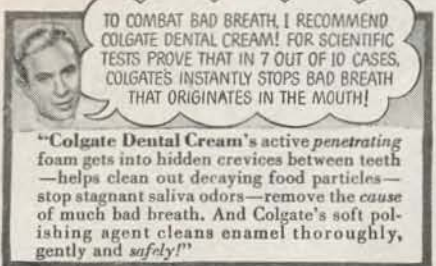 TO COMBAT BAD BREATH, I RECOMMEND
COLGATE DENTAL CREAM! FOR SCIENTIFIC
TESTS PROVE THAT IN 7 OUT OF 10 CASES,
COLGATE'S INSTANTLY STOPS BAD BREATH
THAT ORIGINATES IN THE MOUTH!
"Colgate Dental Cream's active penetrating
foam gets into hidden crevices between teeth
—helps clean out decaying food particles—
stop stagnant saliva odors—remove the cause
of much bad breath. And Colgate's soft pol-
ishing agent cleans enamel thoroughly,
gently and safely!"